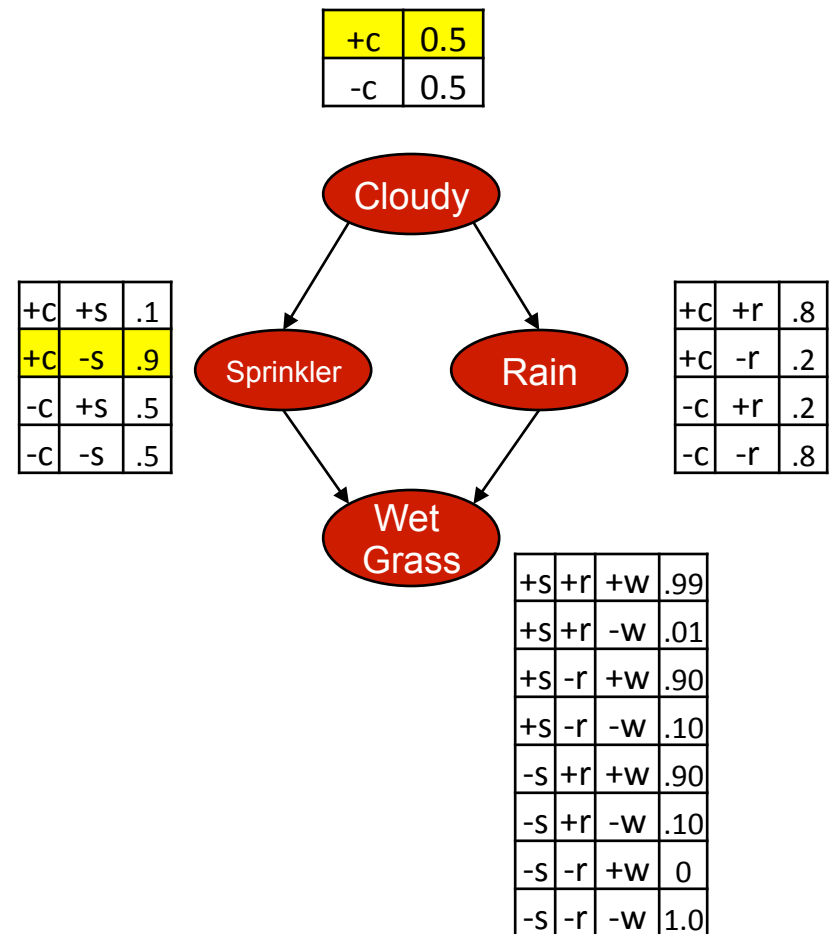 +c 0.5
-c 0.5
Cloudy
+c +s .1
+c -s .9
-c +s .5
-c -s .5
Sprinkler
Rain
+c +r .8
+c -r .2
-c +r .2
-c -r .8
Wet
Grass
+s +r +w .99
+s +r -w .01
+s -r +w .90
+s -r -w .10
-s +r +w .90
-s +r -w .10
-s -r +w 0
-s -r -w 1.0